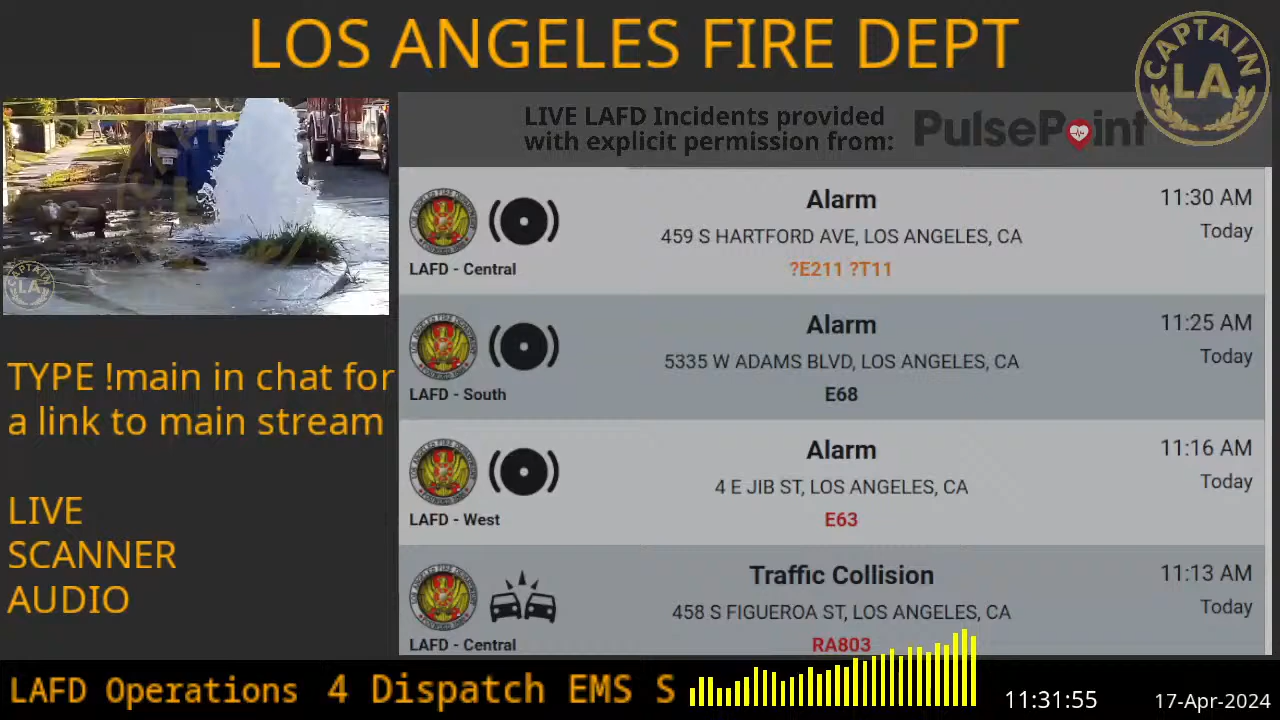 LOS ANGELES FIRE DEPT
CAPTAIN
LA
LIVE LAFD Incidents provided
with explicit permission from:
PulsePoint
Alarm
11:30 AM
459 S HARTFORD AVE, LOS ANGELES, CA
Today
LAFD - Central
?E211 ?T11
Alarm
11:25 AM
5335 W ADAMS BLVD, LOS ANGELES, CA
Today
LAFD - South
E68
Alarm
11:16 AM
4 E JIB ST, LOS ANGELES, CA
Today
LAFD - West
E63
Traffic Collision
11:13 AM
458 S FIGUEROA ST, LOS ANGELES, CA
Today
LAFD - Central
RA803
CAPTAIN
LA
TYPE !main in chat for
a link to main stream
LIVE
SCANNER
AUDIO
LAFD Operations 4 Dispatch EMS S
11:31:55
17-Apr-2024